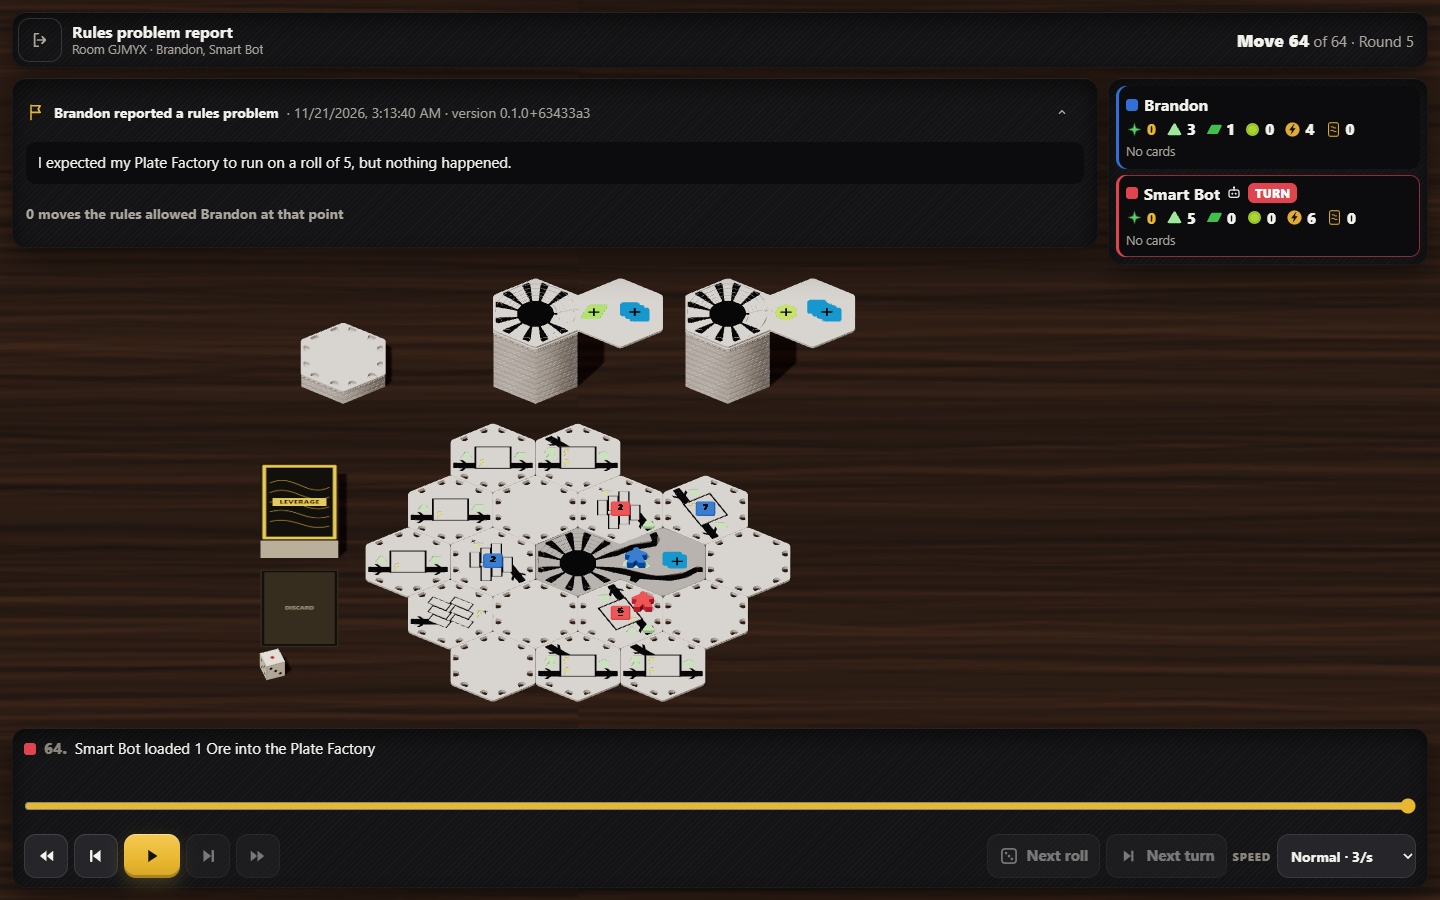 Rules problem report
Room GJMYX · Brandon, Smart Bot
Move 64 of 64 · Round 5
Brandon reported a rules problem · 11/21/2026, 3:13:40 AM · version 0.1.0+63433a3
I expected my Plate Factory to run on a roll of 5, but nothing happened.
0 moves the rules allowed Brandon at that point
Brandon
0 3 1 0 4 0
No cards
Smart Bot TURN
0 5 0 0 6 0
No cards
LEVERAGE
DISCARD
2
7
2
6
64. Smart Bot loaded 1 Ore into the Plate Factory
Next roll
Next turn
SPEED
Normal · 3/s